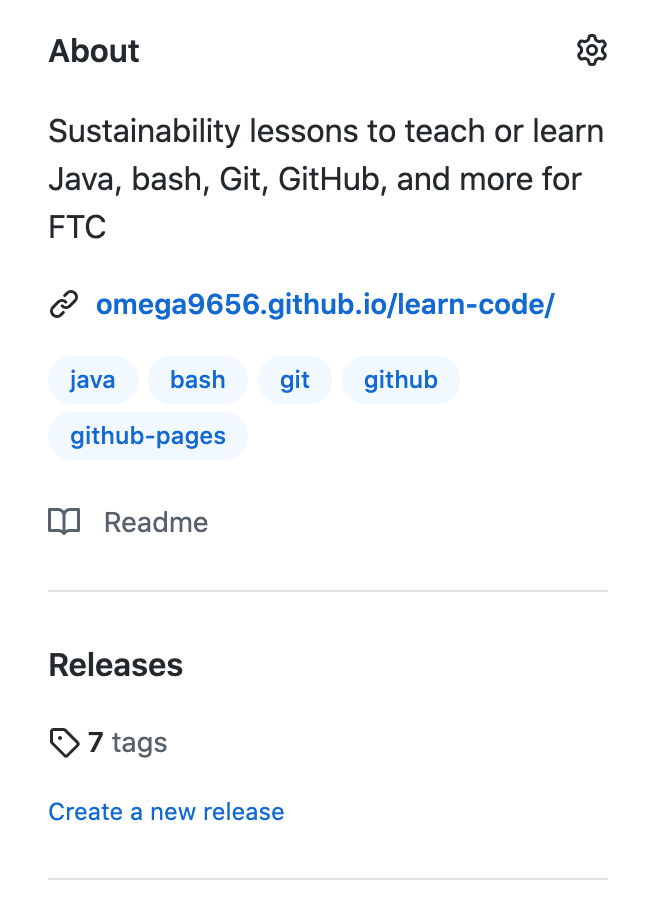 About
Sustainability lessons to teach or learn
Java, bash, Git, GitHub, and more for
FTC
omega9656.github.io/learn-code/
java bash git github
github-pages
Readme
Releases
7 tags
Create a new release